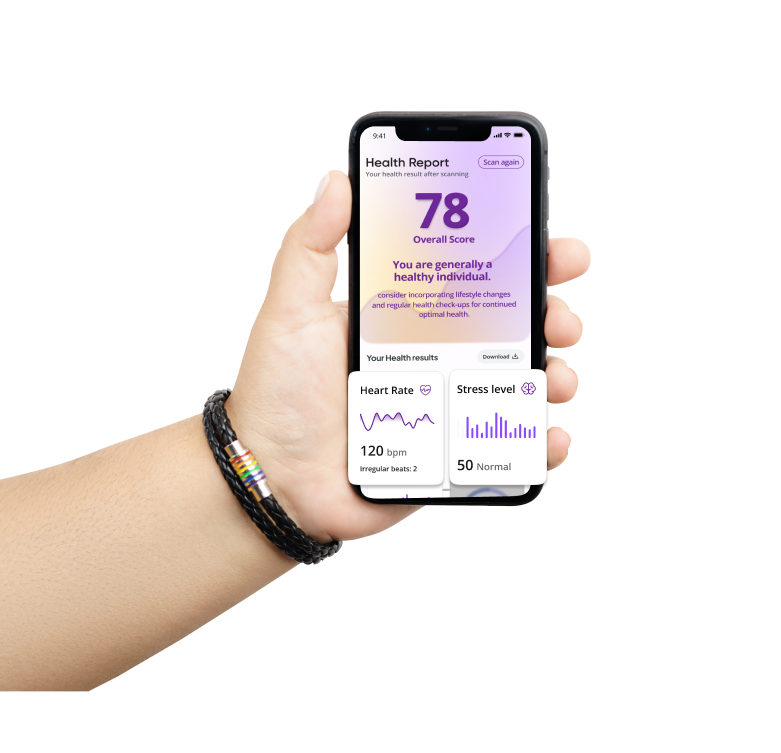 9:41
Health Report
Scan again
Your health result after scanning
78
Overall Score
You are generally a
healthy individual.
consider incorporating lifestyle changes
and regular health check-ups for continued
optimal health.
Your Health results
Download
Heart Rate
120 bpm
Irregular beats: 2
Stress level
50 Normal